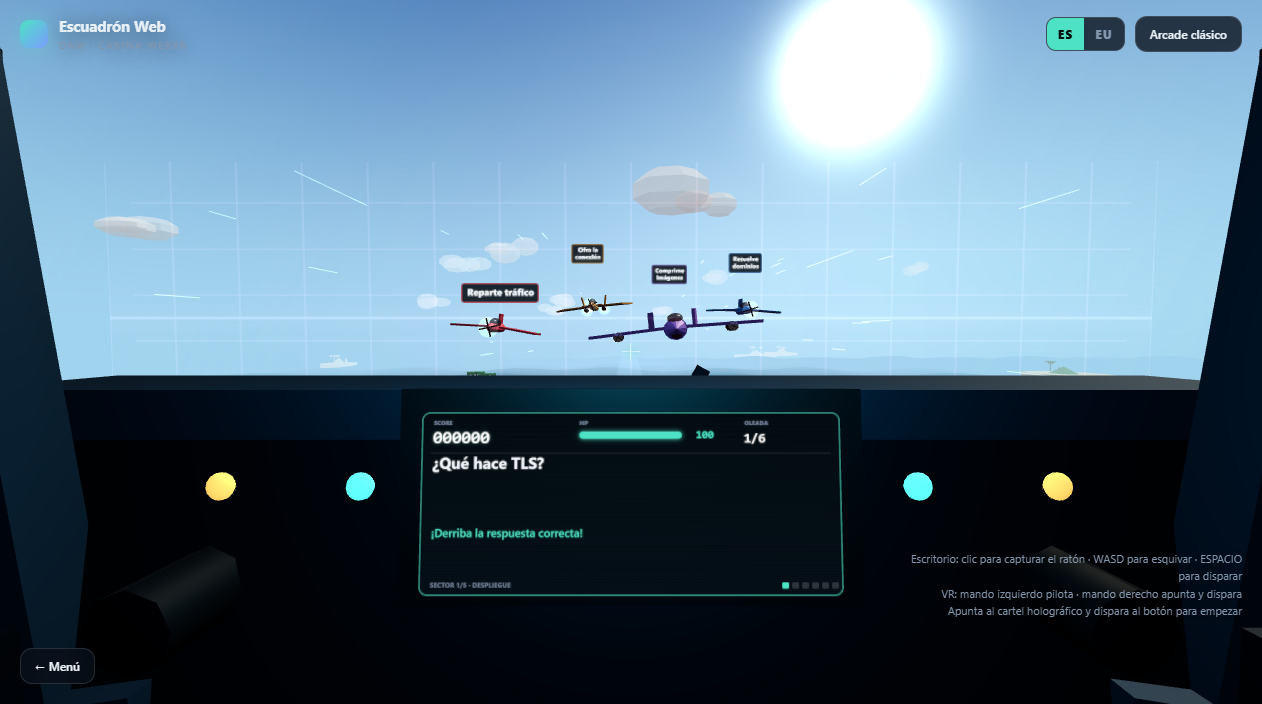 Escuadrón Web
ES
EU
Arcade clásico
Cifra la
conexión
Resuelve
dominios
Comprime
imágenes
Reparte tráfico
SCORE
000000
HP
100
OLEADA
1/6
¿Qué hace TLS?
¡Derriba la respuesta correcta!
SECTOR 1/5 · DESPLIEGUE
Escritorio: clic para capturar el ratón · WASD para esquivar · ESPACIO
para disparar
VR: mando izquierdo pilota · mando derecho apunta y dispara
Apunta al cartel holográfico y dispara al botón para empezar
← Menú